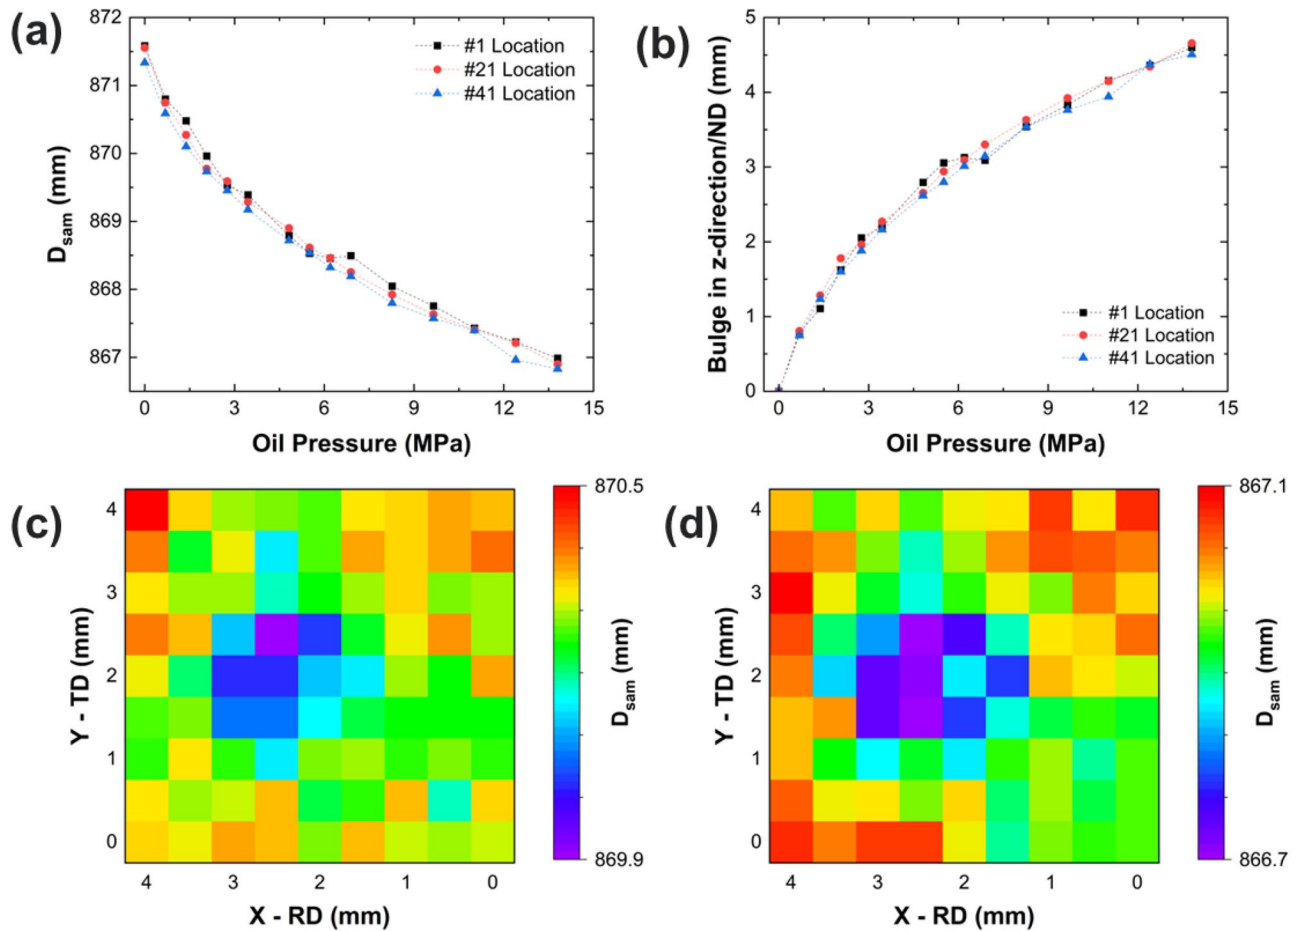 (a)
872
871
870
869
868
867
D_sam (mm)
#1 Location
#21 Location
#41 Location
0 3 6 9 12 15
Oil Pressure (MPa)
(b)
5
4
3
2
1
0
Bulge in z-direction/ND (mm)
#1 Location
#21 Location
#41 Location
0 3 6 9 12 15
Oil Pressure (MPa)
(c)
4
3
2
1
0
Y - TD (mm)
4 3 2 1 0
X - RD (mm)
870.5
D_sam (mm)
869.9
(d)
4
3
2
1
0
Y - TD (mm)
4 3 2 1 0
X - RD (mm)
867.1
D_sam (mm)
866.7